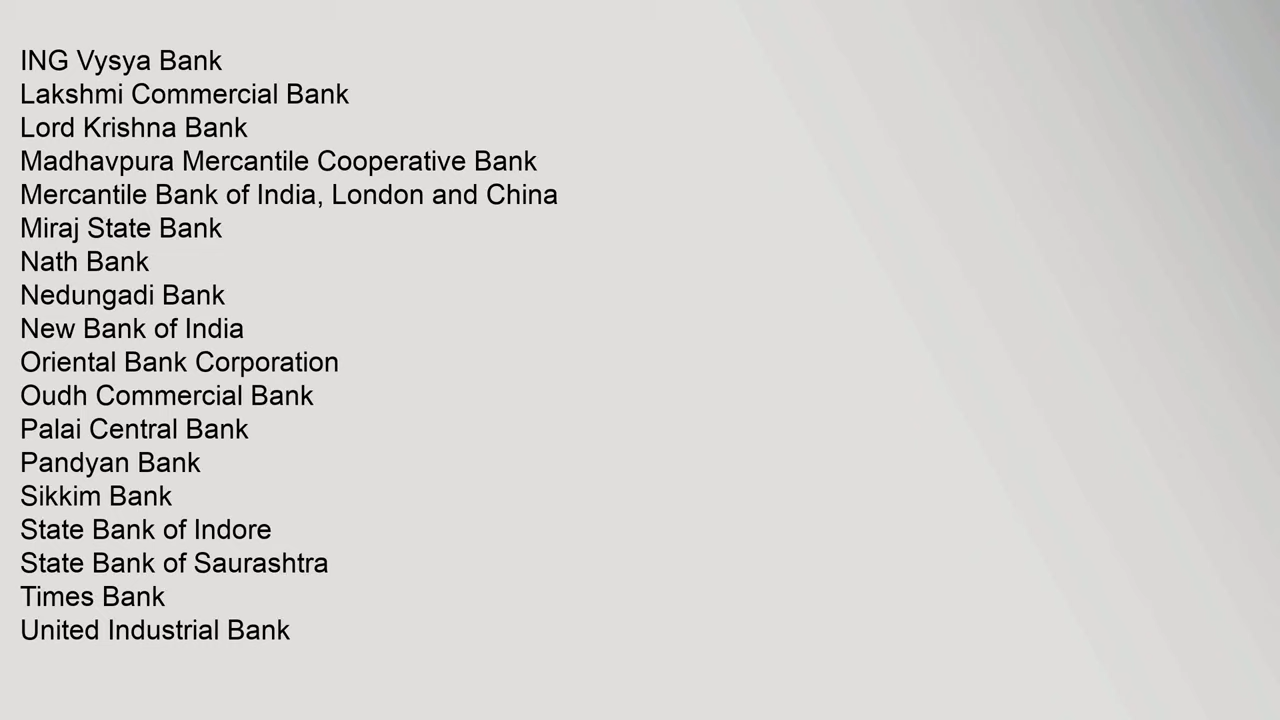 ING Vysya Bank
Lakshmi Commercial Bank
Lord Krishna Bank
Madhavpura Mercantile Cooperative Bank
Mercantile Bank of India, London and China
Miraj State Bank
Nath Bank
Nedungadi Bank
New Bank of India
Oriental Bank Corporation
Oudh Commercial Bank
Palai Central Bank
Pandyan Bank
Sikkim Bank
State Bank of Indore
State Bank of Saurashtra
Times Bank
United Industrial Bank